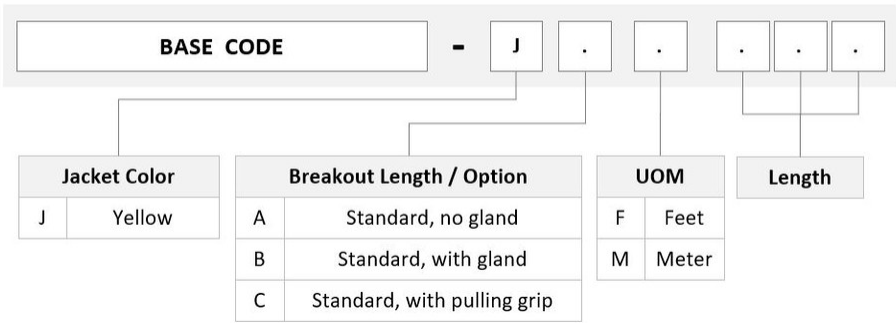 BASE CODE - J . . . . .
Jacket Color
J Yellow
Breakout Length / Option
A Standard, no gland
B Standard, with gland
C Standard, with pulling grip
UOM
F Feet
M Meter
Length